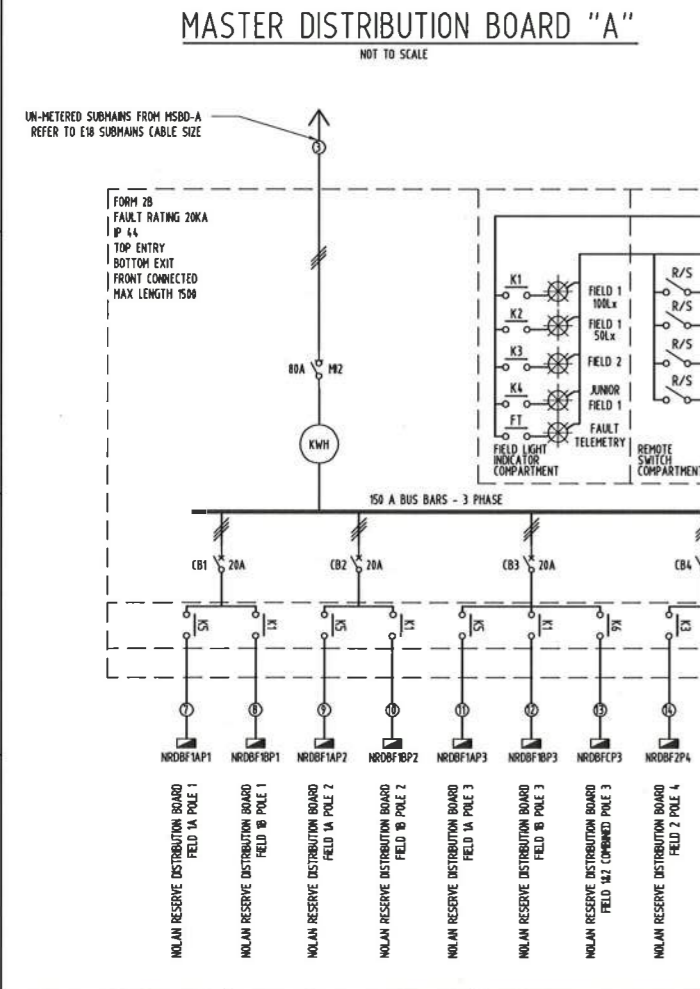 MASTER DISTRIBUTION BOARD "A"
NOT TO SCALE
UN-METERED SUBMAINS FROM MSBD-A
REFER TO E18 SUBMAINS CABLE SIZE
3
FORM 2B
FAULT RATING 20KA
IP 44
TOP ENTRY
BOTTOM EXIT
FRONT CONNECTED
MAX LENGTH 1500
K1
FIELD 1
100Lx
K2
FIELD 1
50Lx
K3
FIELD 2
K4
JUNIOR
FIELD 1
FT
FAULT
TELEMETRY
FIELD LIGHT
INDICATOR
COMPARTMENT
R/S
R/S
R/S
R/S
REMOTE
SWITCH
COMPARTMENT
80A
MI2
KWH
150 A BUS BARS - 3 PHASE
CB1 20A
CB2 20A
CB3 20A
CB4
K5
K1
K5
K1
K5
K1
K6
K3
7
8
9
10
11
12
13
14
NRDBF1AP1
NRDBF1BP1
NRDBF1AP2
NRDBF1BP2
NRDBF1AP3
NRDBF1BP3
NRDBFCP3
NRDBF2P4
NOLAN RESERVE DISTRIBUTION BOARD
FIELD 1A POLE 1
NOLAN RESERVE DISTRIBUTION BOARD
FIELD 1B POLE 1
NOLAN RESERVE DISTRIBUTION BOARD
FIELD 1A POLE 2
NOLAN RESERVE DISTRIBUTION BOARD
FIELD 1B POLE 2
NOLAN RESERVE DISTRIBUTION BOARD
FIELD 1A POLE 3
NOLAN RESERVE DISTRIBUTION BOARD
FIELD 1B POLE 3
NOLAN RESERVE DISTRIBUTION BOARD
FIELD 1&2 COMBINED POLE 3
NOLAN RESERVE DISTRIBUTION BOARD
FIELD 2 POLE 4